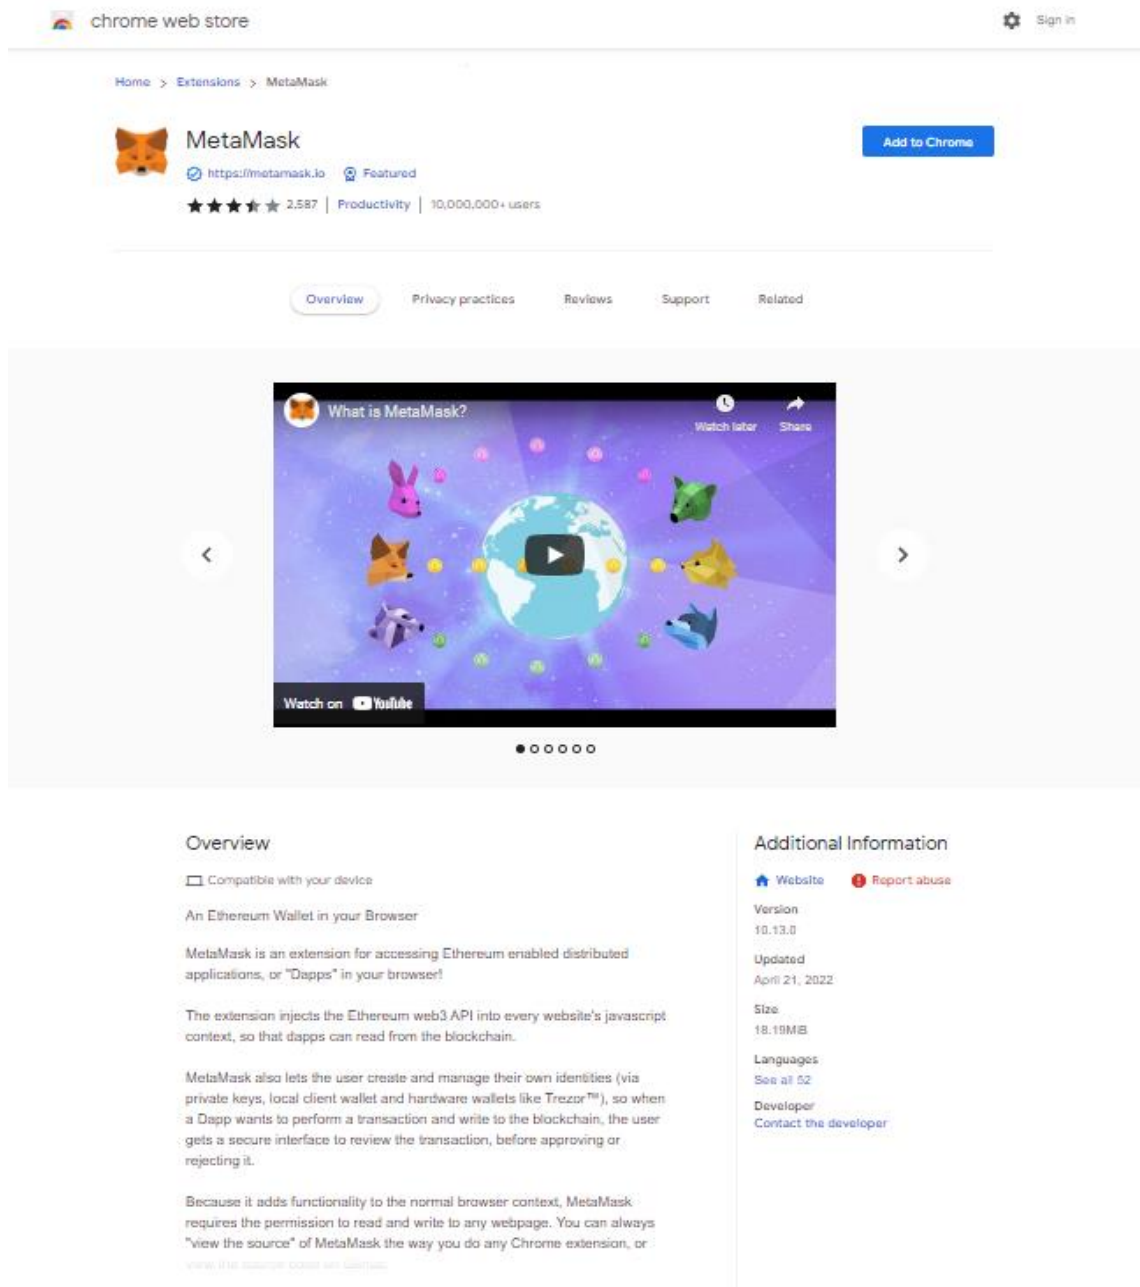 chrome web store
Sign in
Home > Extensions > MetaMask
MetaMask
Add to Chrome
https://metamask.io Featured
2,587 | Productivity | 10,000,000+ users
Overview Privacy practices Reviews Support Related
What is MetaMask?
Watch later Share
Watch on YouTube
Overview
Compatible with your device
An Ethereum Wallet in your Browser
MetaMask is an extension for accessing Ethereum enabled distributed
applications, or "Dapps" in your browser!
The extension injects the Ethereum web3 API into every website's javascript
context, so that dapps can read from the blockchain.
MetaMask also lets the user create and manage their own identities (via
private keys, local client wallet and hardware wallets like Trezor™), so when
a Dapp wants to perform a transaction and write to the blockchain, the user
gets a secure interface to review the transaction, before approving or
rejecting it.
Because it adds functionality to the normal browser context, MetaMask
requires the permission to read and write to any webpage. You can always
"view the source" of MetaMask the way you do any Chrome extension, or
Additional Information
Website Report abuse
Version
10.13.0
Updated
April 21, 2022
Size
18.19MiB
Languages
See all 52
Developer
Contact the developer